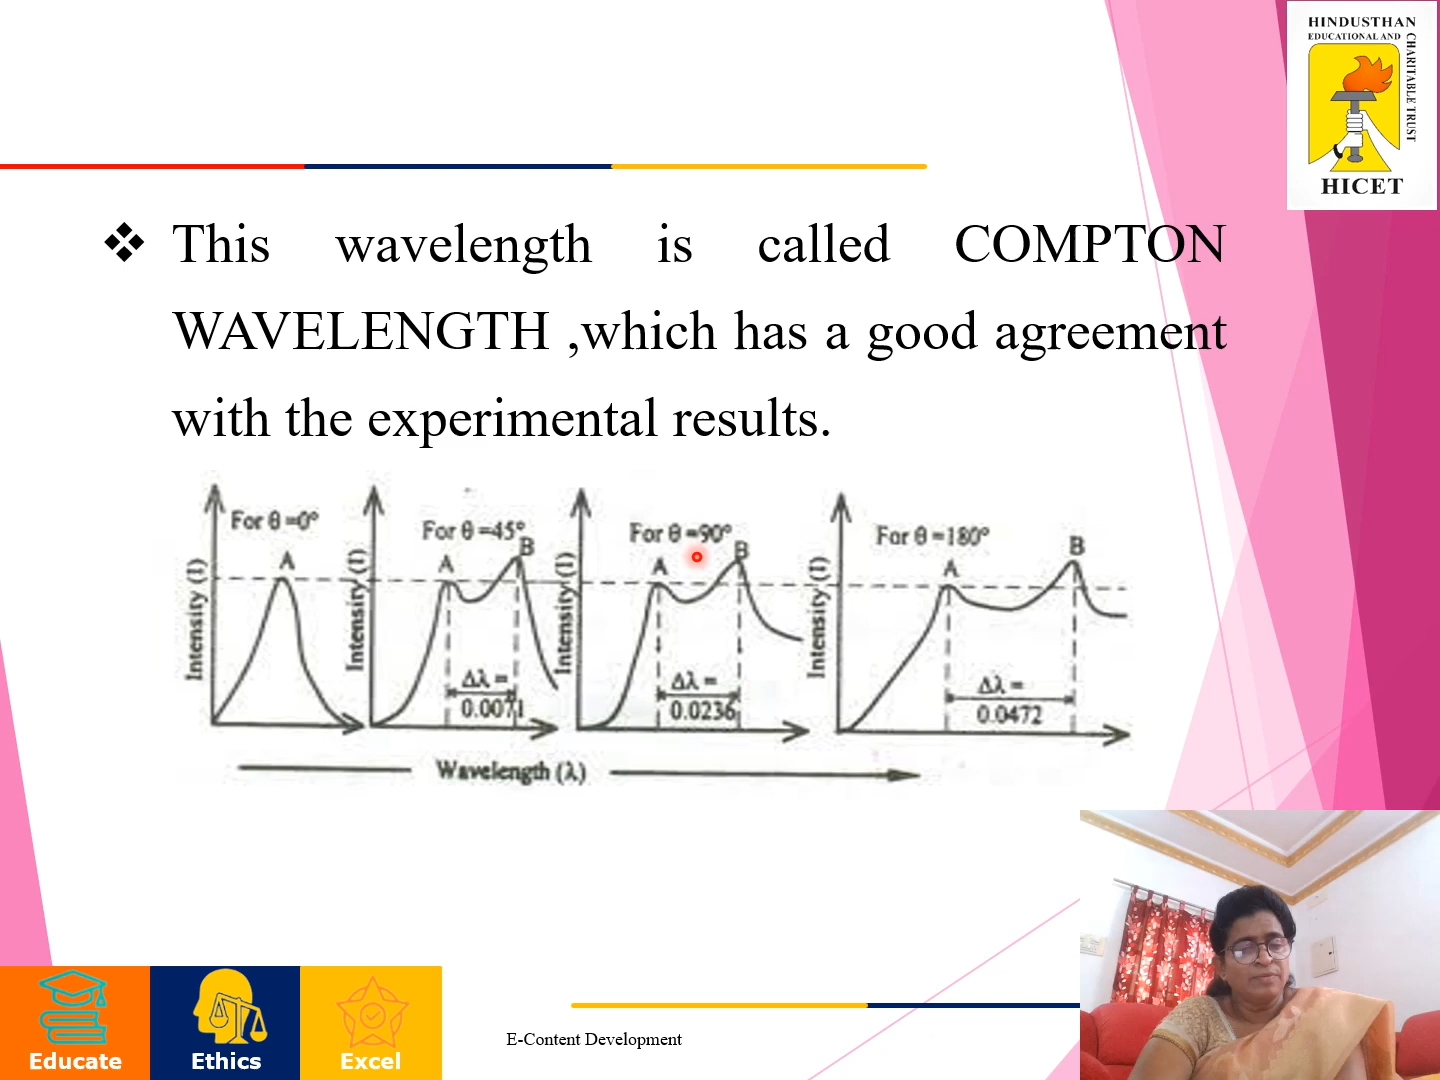 HINDUSTHAN
EDUCATIONAL AND
CHARITABLE TRUST
HICET
❖ This wavelength is called COMPTON
WAVELENGTH ,which has a good agreement
with the experimental results.
For θ =0°
A
Intensity (I)
For θ =45°
A
B
Intensity (I)
Δλ =
0.0071
For θ =90°
A
B
Intensity (I)
Δλ =
0.0236
For θ =180°
A
B
Intensity (I)
Δλ =
0.0472
Wavelength (λ)
Educate
Ethics
Excel
E-Content Development